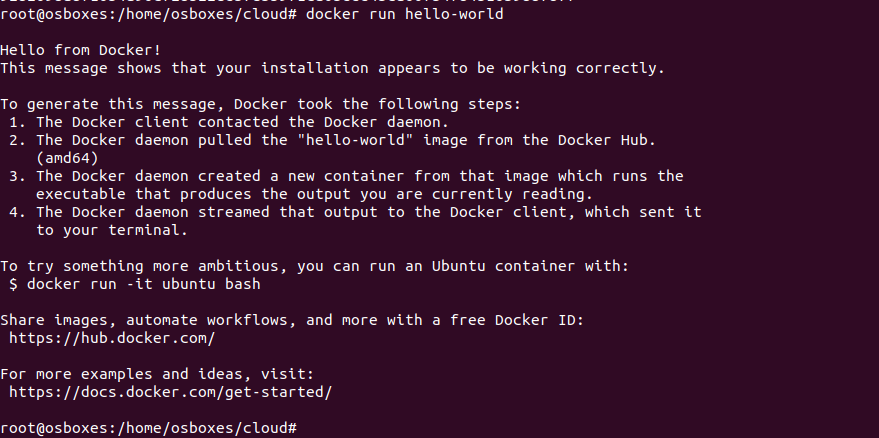 root@osboxes:/home/osboxes/cloud# docker run hello-world
Hello from Docker!
This message shows that your installation appears to be working correctly.
To generate this message, Docker took the following steps:
1. The Docker client contacted the Docker daemon.
2. The Docker daemon pulled the "hello-world" image from the Docker Hub.
(amd64)
3. The Docker daemon created a new container from that image which runs the
executable that produces the output you are currently reading.
4. The Docker daemon streamed that output to the Docker client, which sent it
to your terminal.
To try something more ambitious, you can run an Ubuntu container with:
$ docker run -it ubuntu bash
Share images, automate workflows, and more with a free Docker ID:
https://hub.docker.com/
For more examples and ideas, visit:
https://docs.docker.com/get-started/
root@osboxes:/home/osboxes/cloud#